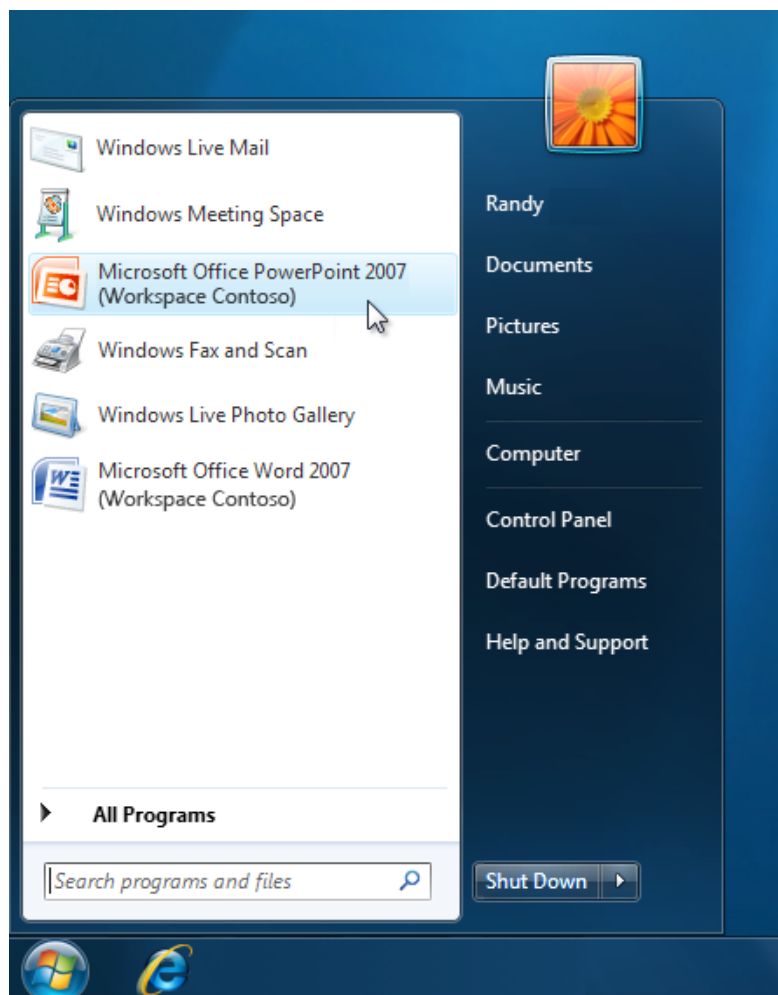 Windows Live Mail
Windows Meeting Space
Microsoft Office PowerPoint 2007
(Workspace Contoso)
Windows Fax and Scan
Windows Live Photo Gallery
Microsoft Office Word 2007
(Workspace Contoso)
All Programs
Search programs and files
Randy
Documents
Pictures
Music
Computer
Control Panel
Default Programs
Help and Support
Shut Down